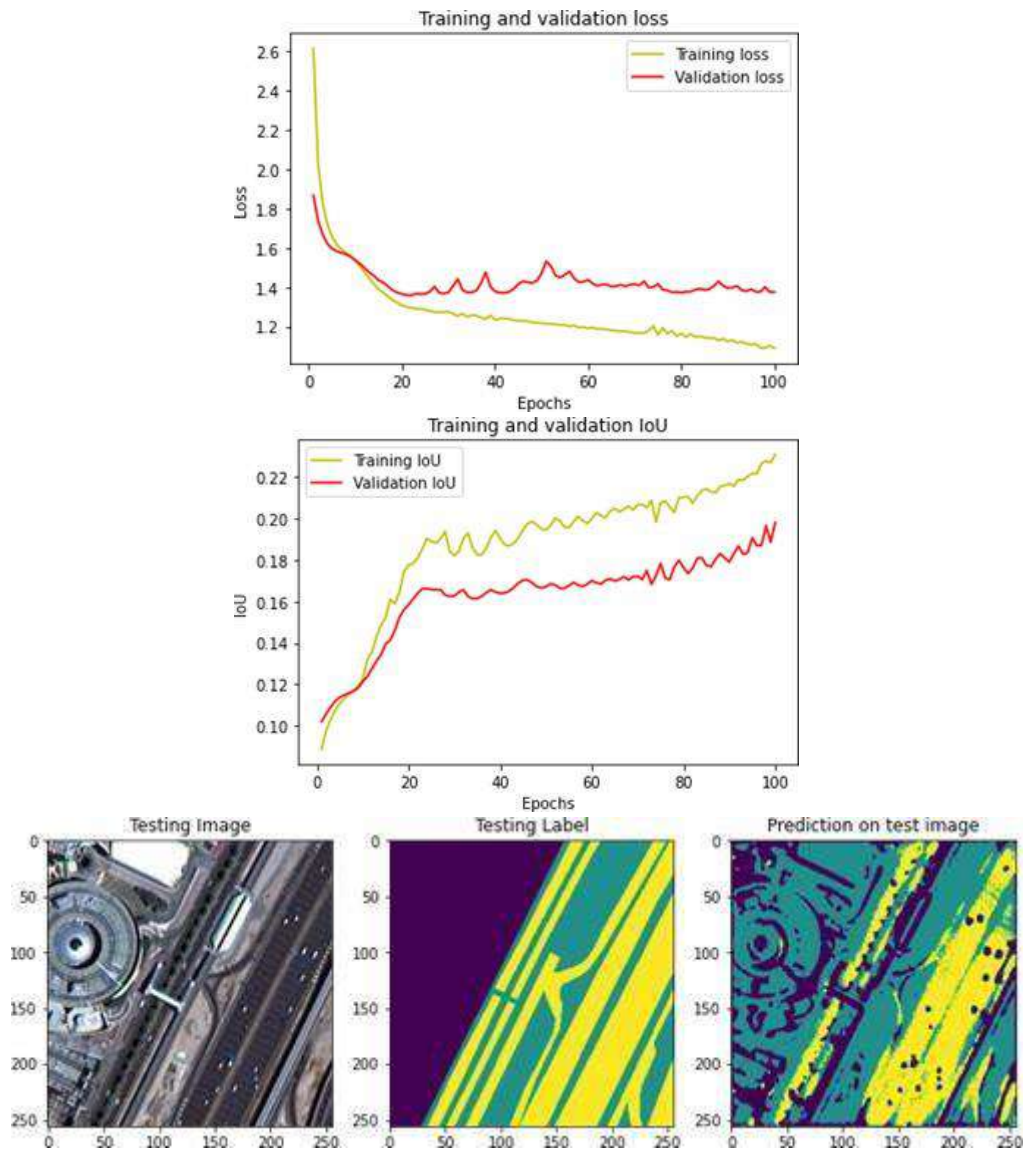 Training and validation loss
2.6
2.4
2.2
2.0
1.8
1.6
1.4
1.2
Loss
Training loss
Validation loss
0 20 40 60 80 100
Epochs
Training and validation IoU
0.22
0.20
0.18
0.16
0.14
0.12
0.10
IoU
Training IoU
Validation IoU
0 20 40 60 80 100
Epochs
Testing Image
0
50
100
150
200
250
0 50 100 150 200 250
Testing Label
0
50
100
150
200
250
0 50 100 150 200 250
Prediction on test image
0
50
100
150
200
250
0 50 100 150 200 250